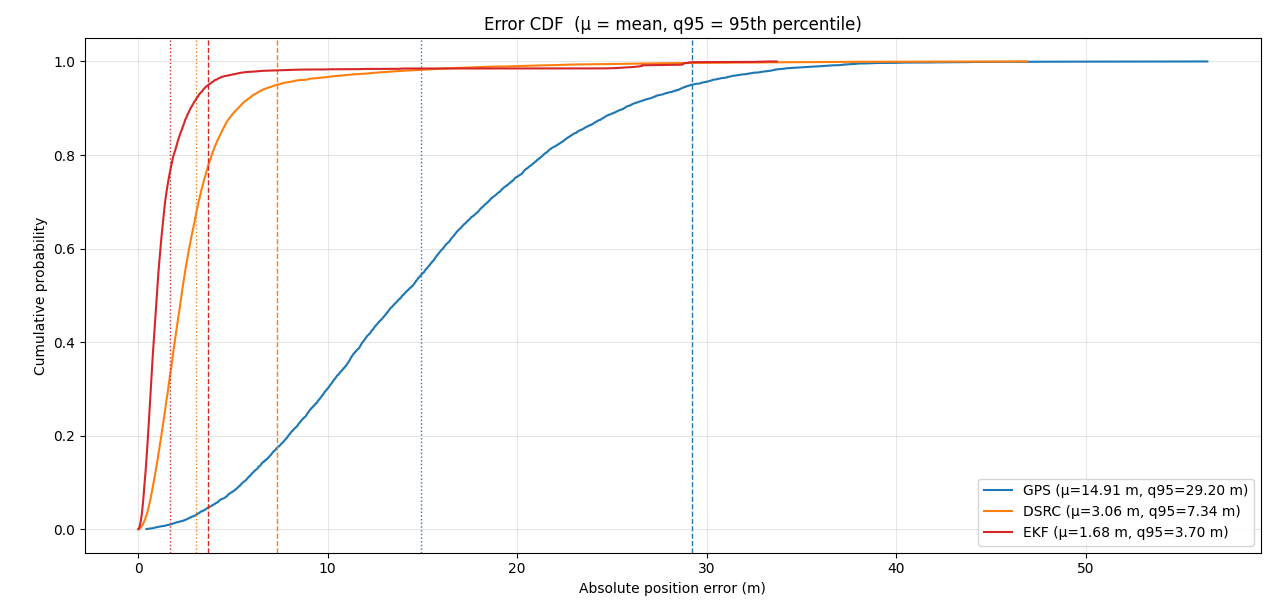 Error CDF  (μ = mean, q95 = 95th percentile)
Cumulative probability
1.0
0.8
0.6
0.4
0.2
0.0
0 10 20 30 40 50
Absolute position error (m)
GPS (μ=14.91 m, q95=29.20 m)
DSRC (μ=3.06 m, q95=7.34 m)
EKF (μ=1.68 m, q95=3.70 m)